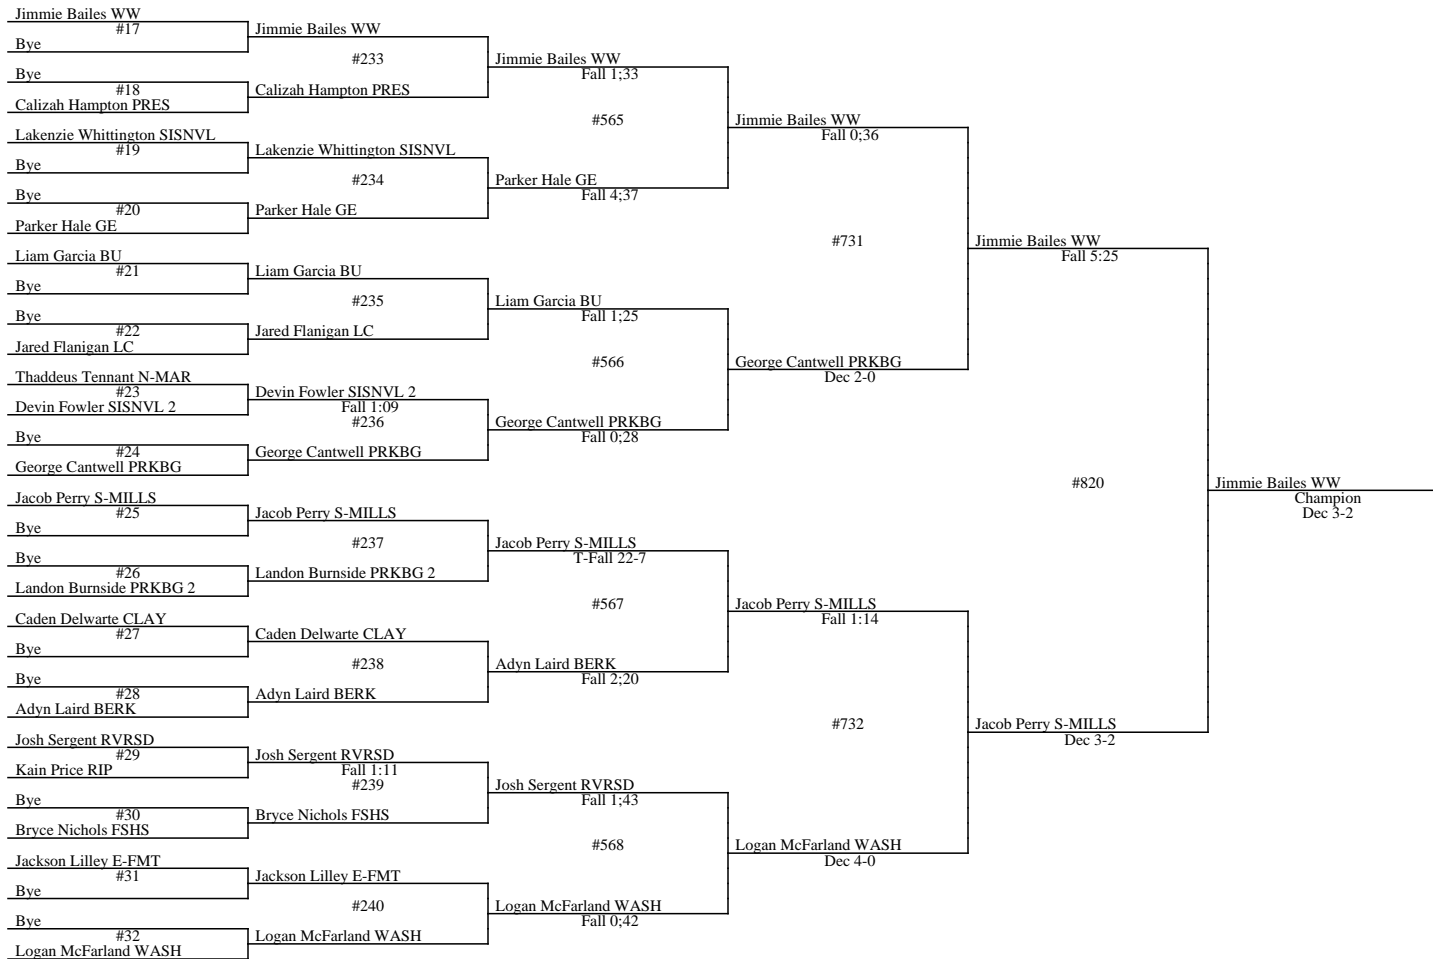 Jimmie Bailes WW
#17
Bye
Bye
#18
Calizah Hampton PRES
Lakenzie Whittington SISNVL
#19
Bye
Bye
#20
Parker Hale GE
Liam Garcia BU
#21
Bye
Bye
#22
Jared Flanigan LC
Thaddeus Tennant N-MAR
#23
Devin Fowler SISNVL 2
Bye
#24
George Cantwell PRKBG
Jacob Perry S-MILLS
#25
Bye
Bye
#26
Landon Burnside PRKBG 2
Caden Delwarte CLAY
#27
Bye
Bye
#28
Adyn Laird BERK
Josh Sergent RVRSD
#29
Kain Price RIP
Bye
#30
Bryce Nichols FSHS
Jackson Lilley E-FMT
#31
Bye
Bye
#32
Logan McFarland WASH
Jimmie Bailes WW
#233
Calizah Hampton PRES
Lakenzie Whittington SISNVL
#234
Parker Hale GE
Liam Garcia BU
#235
Jared Flanigan LC
Devin Fowler SISNVL 2
Fall 1:09
#236
George Cantwell PRKBG
Jacob Perry S-MILLS
#237
Landon Burnside PRKBG 2
Caden Delwarte CLAY
#238
Adyn Laird BERK
Josh Sergent RVRSD
Fall 1:11
#239
Bryce Nichols FSHS
Jackson Lilley E-FMT
#240
Logan McFarland WASH
Jimmie Bailes WW
Fall 1;33
#565
Parker Hale GE
Fall 4;37
Liam Garcia BU
Fall 1;25
#566
George Cantwell PRKBG
Fall 0;28
Jacob Perry S-MILLS
T-Fall 22-7
#567
Adyn Laird BERK
Fall 2;20
Josh Sergent RVRSD
Fall 1;43
#568
Logan McFarland WASH
Fall 0;42
Jimmie Bailes WW
Fall 0;36
#731
George Cantwell PRKBG
Dec 2-0
Jacob Perry S-MILLS
Fall 1:14
#732
Logan McFarland WASH
Dec 4-0
Jimmie Bailes WW
Fall 5:25
#820
Jacob Perry S-MILLS
Dec 3-2
Jimmie Bailes WW
Champion
Dec 3-2